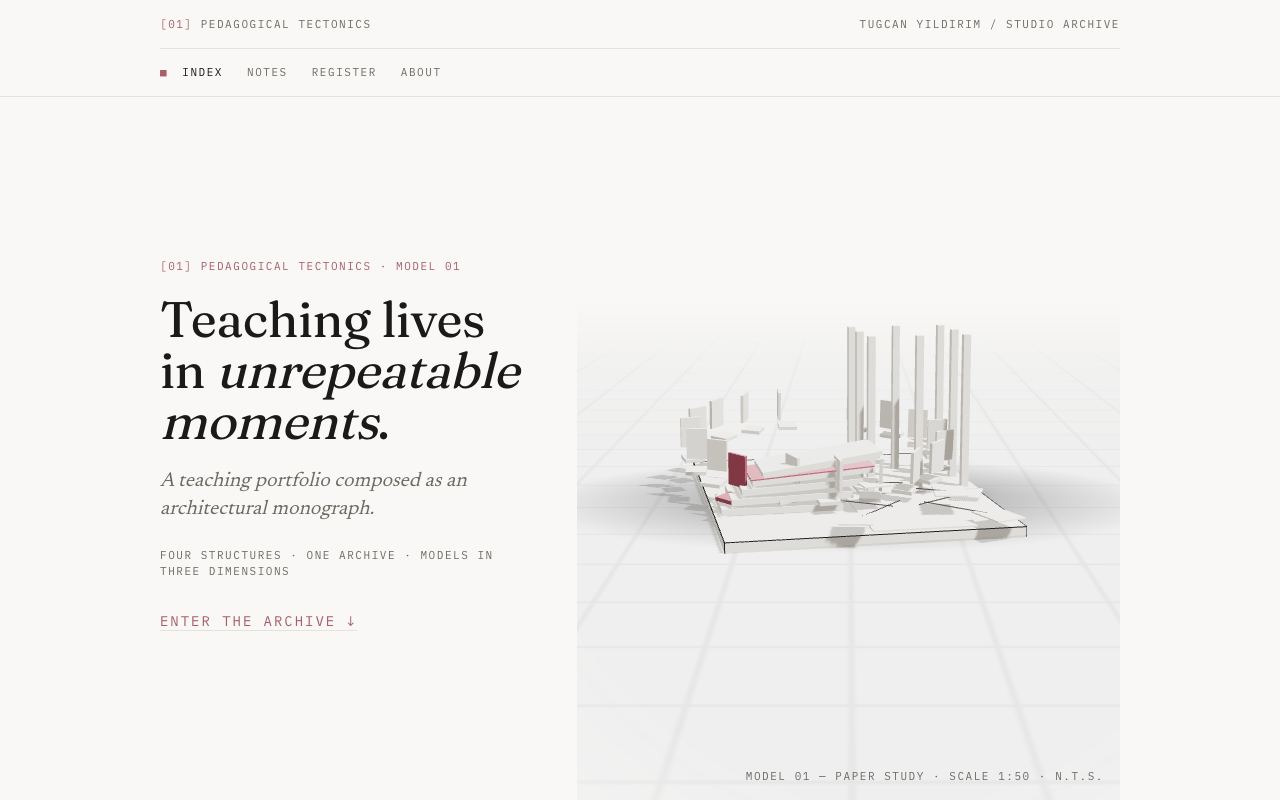 [01] PEDAGOGICAL TECTONICS
TUGCAN YILDIRIM / STUDIO ARCHIVE
INDEX NOTES REGISTER ABOUT
[01] PEDAGOGICAL TECTONICS · MODEL 01
Teaching lives
in unrepeatable
moments.
A teaching portfolio composed as an
architectural monograph.
FOUR STRUCTURES · ONE ARCHIVE · MODELS IN
THREE DIMENSIONS
ENTER THE ARCHIVE ↓
MODEL 01 — PAPER STUDY · SCALE 1:50 · N.T.S.